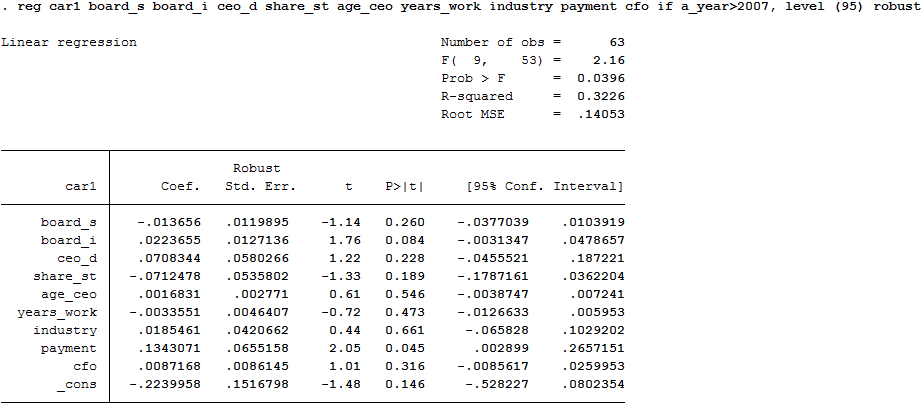 . reg car1 board_s board_i ceo_d share_st age_ceo years_work industry payment cfo if a_year>2007, level (95) robust
Linear regression Number of obs = 63
F( 9, 53) = 2.16
Prob > F = 0.0396
R-squared = 0.3226
Root MSE = .14053
Robust
car1 Coef. Std. Err. t P>|t| [95% Conf. Interval]
board_s -.013656 .0119895 -1.14 0.260 -.0377039 .0103919
board_i .0223655 .0127136 1.76 0.084 -.0031347 .0478657
ceo_d .0708344 .0580266 1.22 0.228 -.0455521 .187221
share_st -.0712478 .0535802 -1.33 0.189 -.1787161 .0362204
age_ceo .0016831 .002771 0.61 0.546 -.0038747 .007241
years_work -.0033551 .0046407 -0.72 0.473 -.0126633 .005953
industry .0185461 .0420662 0.44 0.661 -.065828 .1029202
payment .1343071 .0655158 2.05 0.045 .002899 .2657151
cfo .0087168 .0086145 1.01 0.316 -.0085617 .0259953
_cons -.2239958 .1516798 -1.48 0.146 -.528227 .0802354